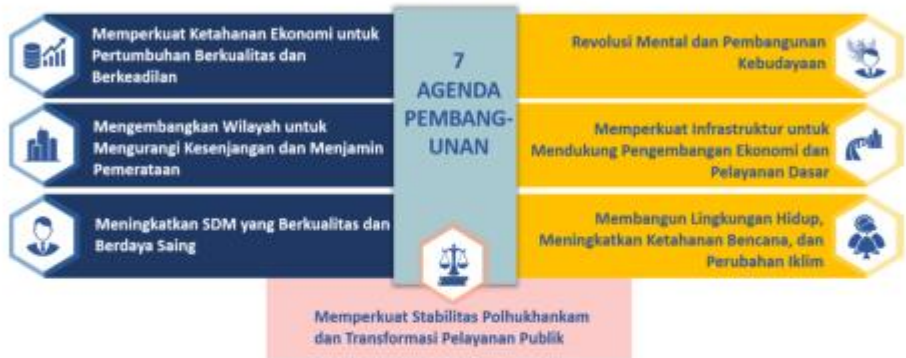 Memperkuat Ketahanan Ekonomi untuk
Pertumbuhan Berkualitas dan
Berkeadilan
Mengembangkan Wilayah untuk
Mengurangi Kesenjangan dan Menjamin
Pemerataan
Meningkatkan SDM yang Berkualitas dan
Berdaya Saing
7
AGENDA
PEMBANG-
UNAN
Revolusi Mental dan Pembangunan
Kebudayaan
Memperkuat Infrastruktur untuk
Mendukung Pengembangan Ekonomi dan
Pelayanan Dasar
Membangun Lingkungan Hidup,
Meningkatkan Ketahanan Bencana, dan
Perubahan Iklim
Memperkuat Stabilitas Polhukhankam
dan Transformasi Pelayanan Publik